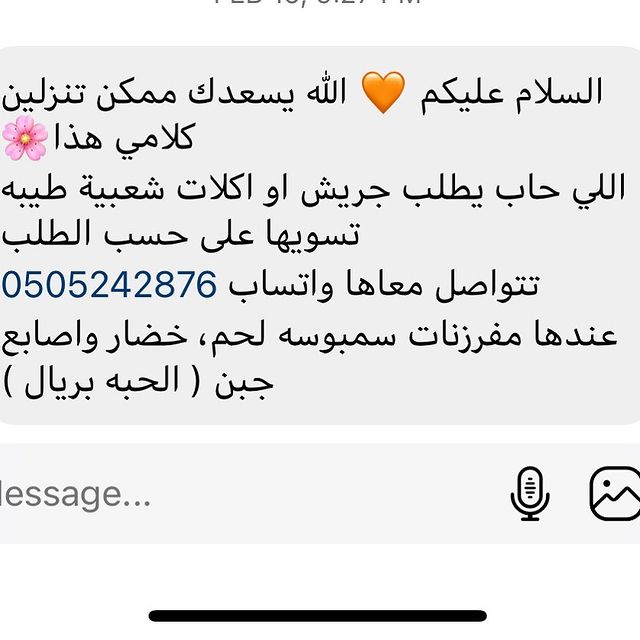 السلام عليكم 🧡 الله يسعدك ممكن تنزلين
كلامي هذا🌸
اللي حاب يطلب جريش او اكلات شعبية طيبه
تسويها على حسب الطلب
تتواصل معاها واتساب 0505242876
عندها مفرزنات سمبوسه لحم، خضار واصابع
جبن ( الحبه بريال )
essage...